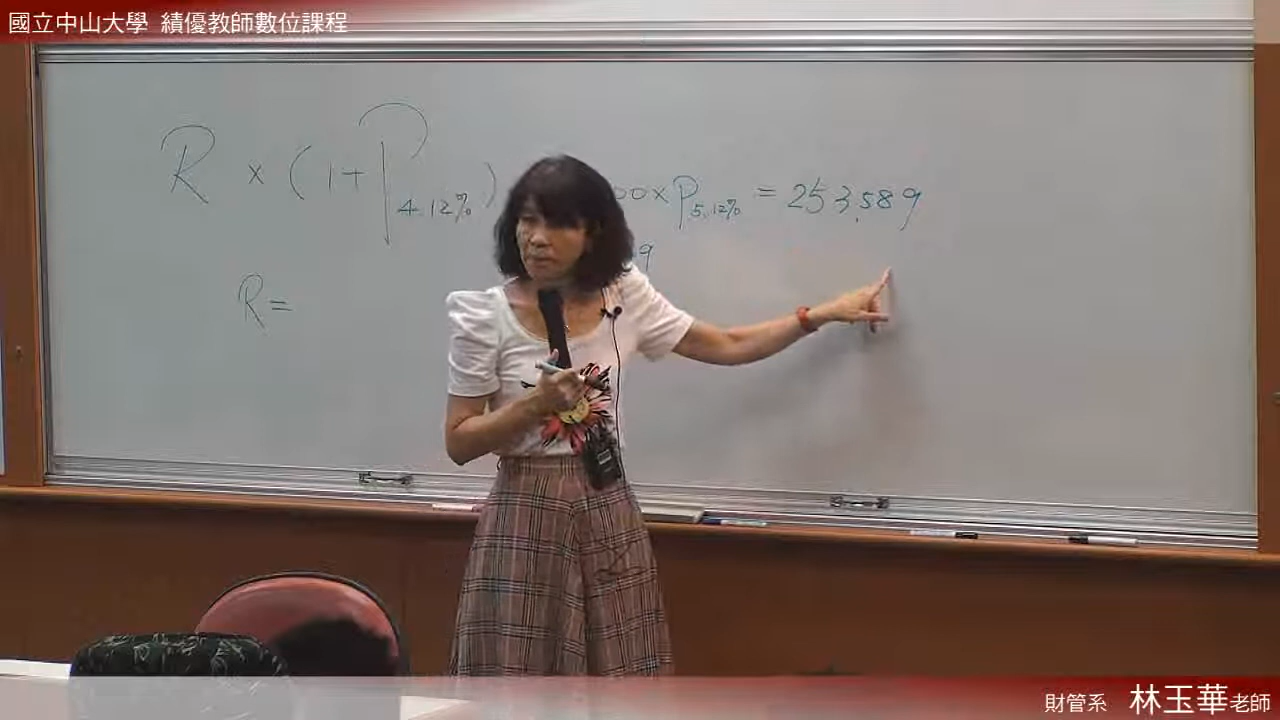 國立中山大學 績優教師數位課程
R × (1+P4.12%) 00×P5.12% = 253,589
9
R=
財管系 林玉華老師